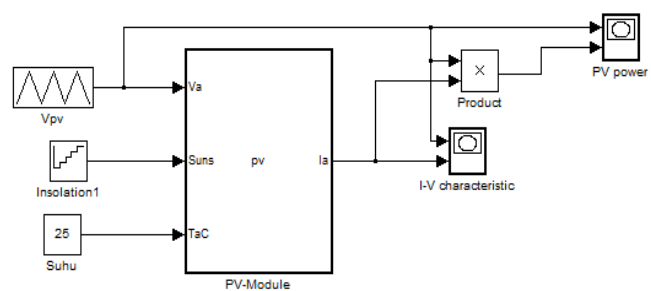 PV power
Va
Product
Vpv
Suns
pv
Ia
Insolation1
I-V characteristic
25
TaC
Suhu
PV-Module